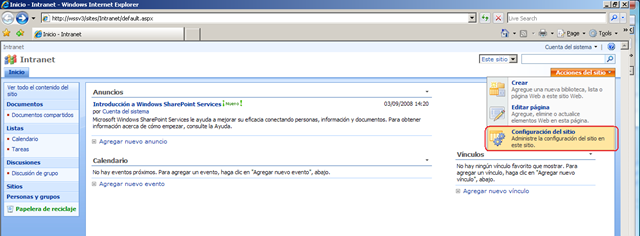 Inicio - Intranet - Windows Internet Explorer
http://wssv3/sites/Intranet/default.aspx
Live Search
Inicio - Intranet
Page
Tools
Inicio
Cuenta del sistema
Intranet
Este sitio
Inicio
Acciones del sitio
Ver todo el contenido del sitio
Documentos
Documentos compartidos
Listas
Calendario
Tareas
Discusiones
Discusión de grupo
Sitios
Personas y grupos
Papelera de reciclaje
Anuncios
Introducción a Windows SharePoint Services ! Nuevo !
03/09/2008 14:20
por Cuenta del sistema
Microsoft Windows SharePoint Services le ayuda a mejorar su eficacia conectando personas, información y documentos. Para
obtener información acerca de cómo empezar, consulte la Ayuda.
Agregar nuevo anuncio
Calendario
No hay eventos próximos. Para agregar un evento, haga clic en "Agregar nuevo evento", abajo.
Agregar nuevo evento
Crear
Agregue una nueva biblioteca, lista o
página Web a este sitio Web.
Editar página
Agregue, elimine o actualice
elementos Web en esta página.
Configuración del sitio
Administre la configuración del sitio en
este sitio.
Vínculos
No hay ningún vínculo favorito que mostrar. Para
agregar un vínculo, haga clic en "Agregar nuevo
vínculo", abajo.
Agregar nuevo vínculo